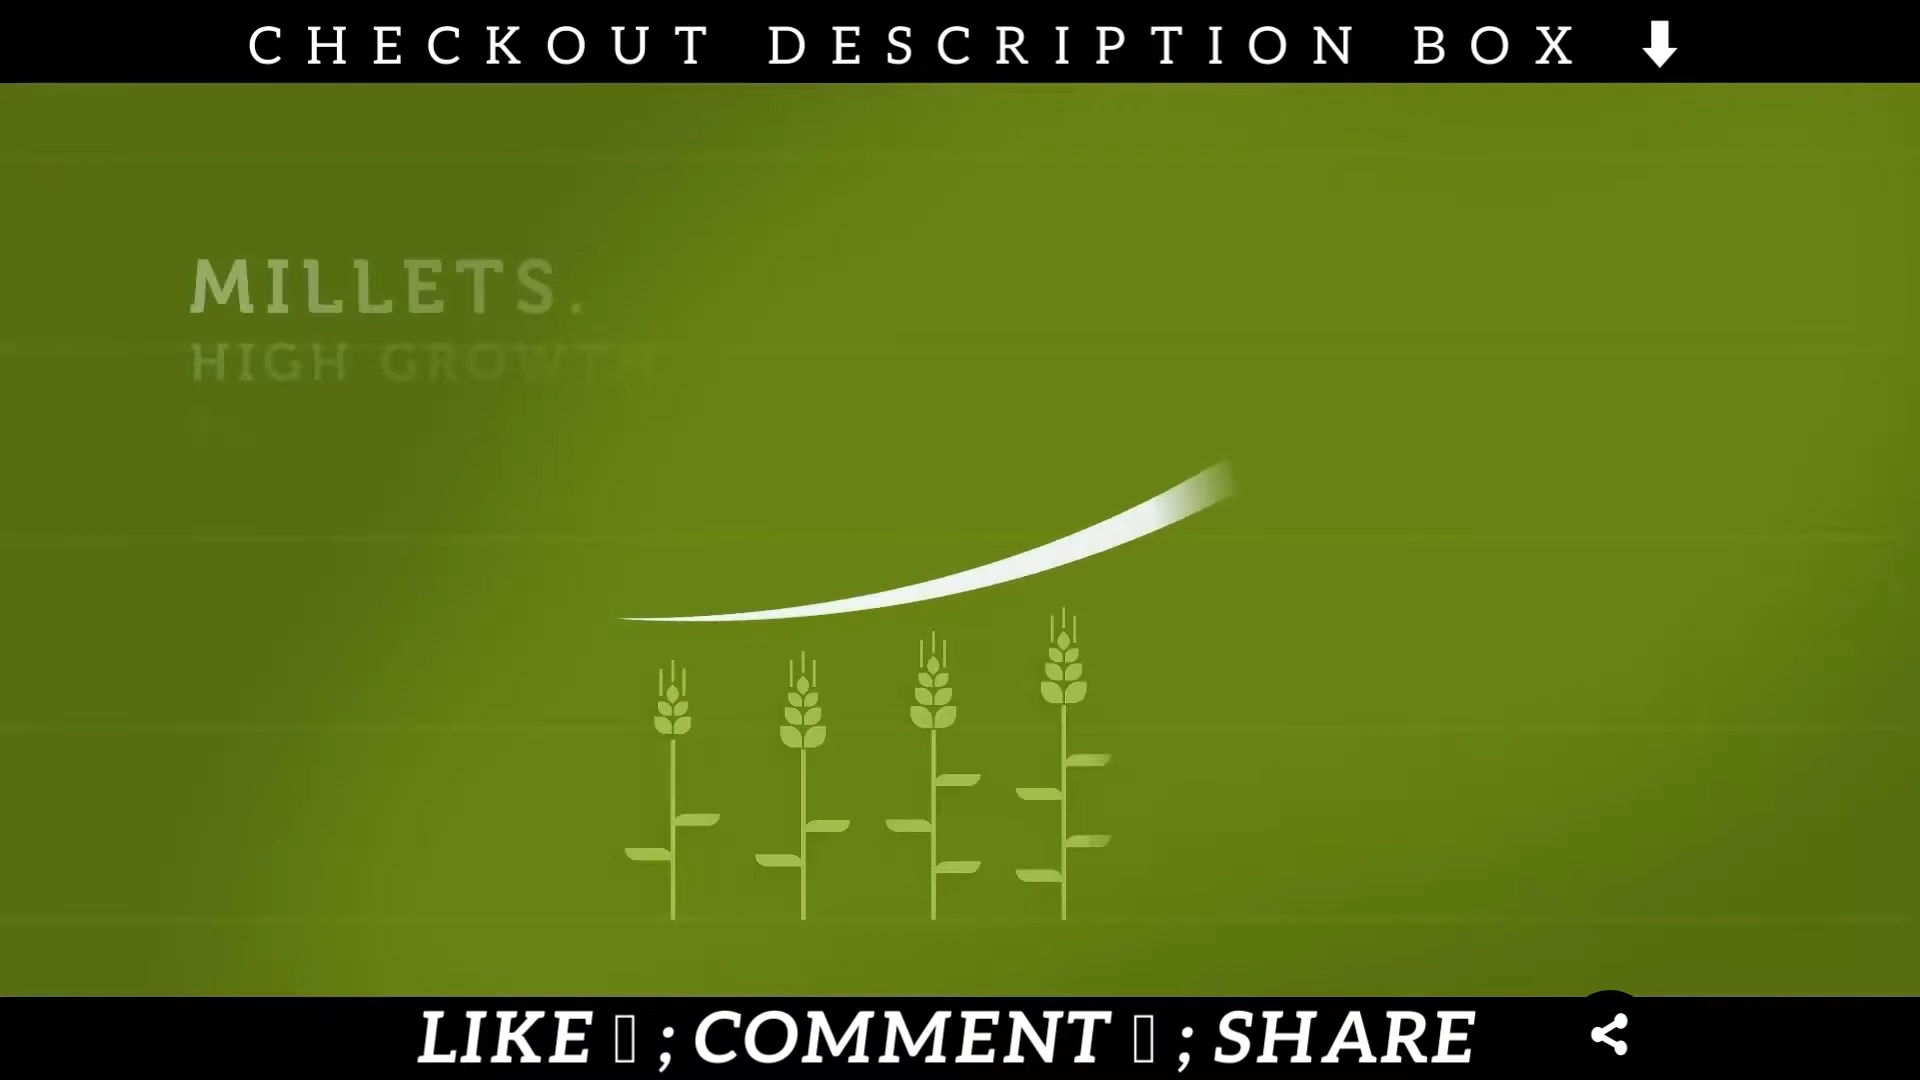 CHECKOUT DESCRIPTION BOX
MILLETS.
HIGH GROWTH
LIKE ; COMMENT ; SHARE